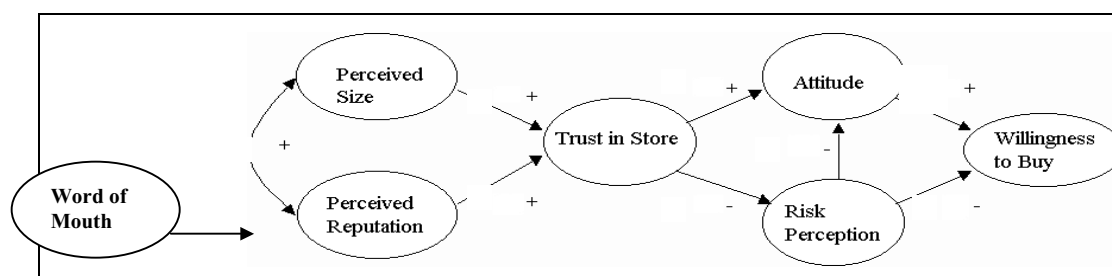 Perceived
Size
+
+
+
Attitude
+
Trust in Store
-
Willingness
to Buy
Word of
Mouth
Perceived
Reputation
+
-
Risk
Perception
-